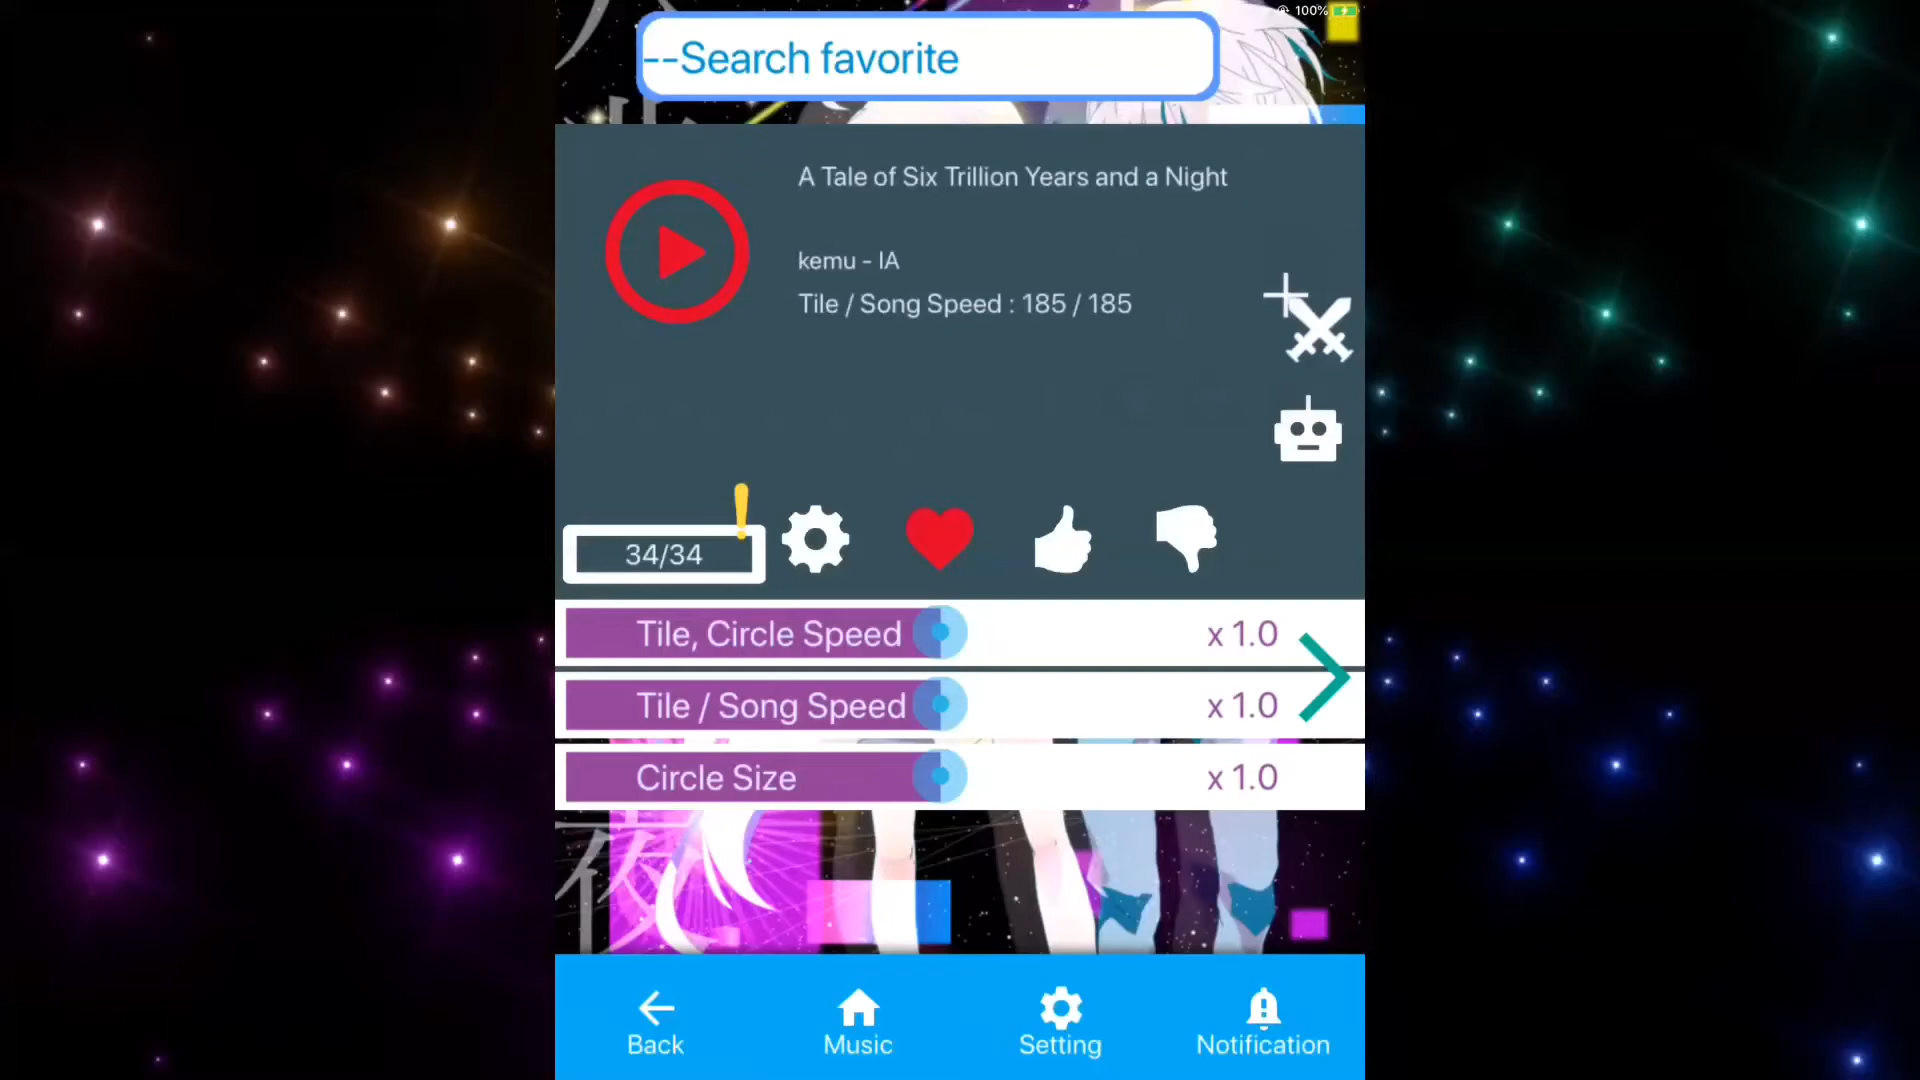 100%
--Search favorite
A Tale of Six Trillion Years and a Night
kemu - IA
Tile / Song Speed : 185 / 185
34/34
Tile, Circle Speed x 1.0
Tile / Song Speed x 1.0
Circle Size x 1.0
夜
Back Music Setting Notification